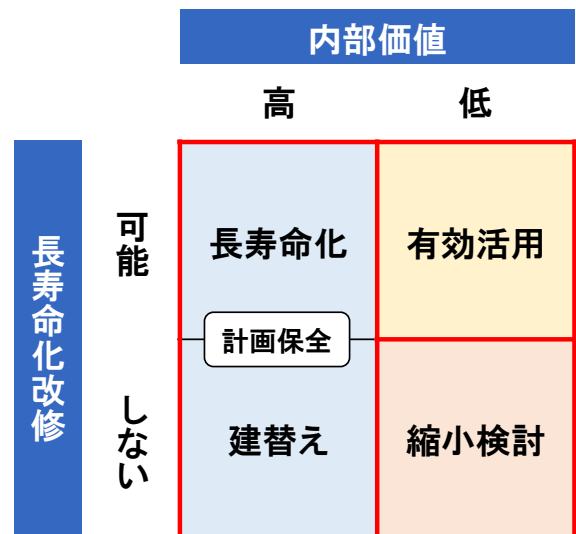 内部価値
高
低
長寿命化改修
可能
長寿命化
有効活用
計画保全
しない
建替え
縮小検討